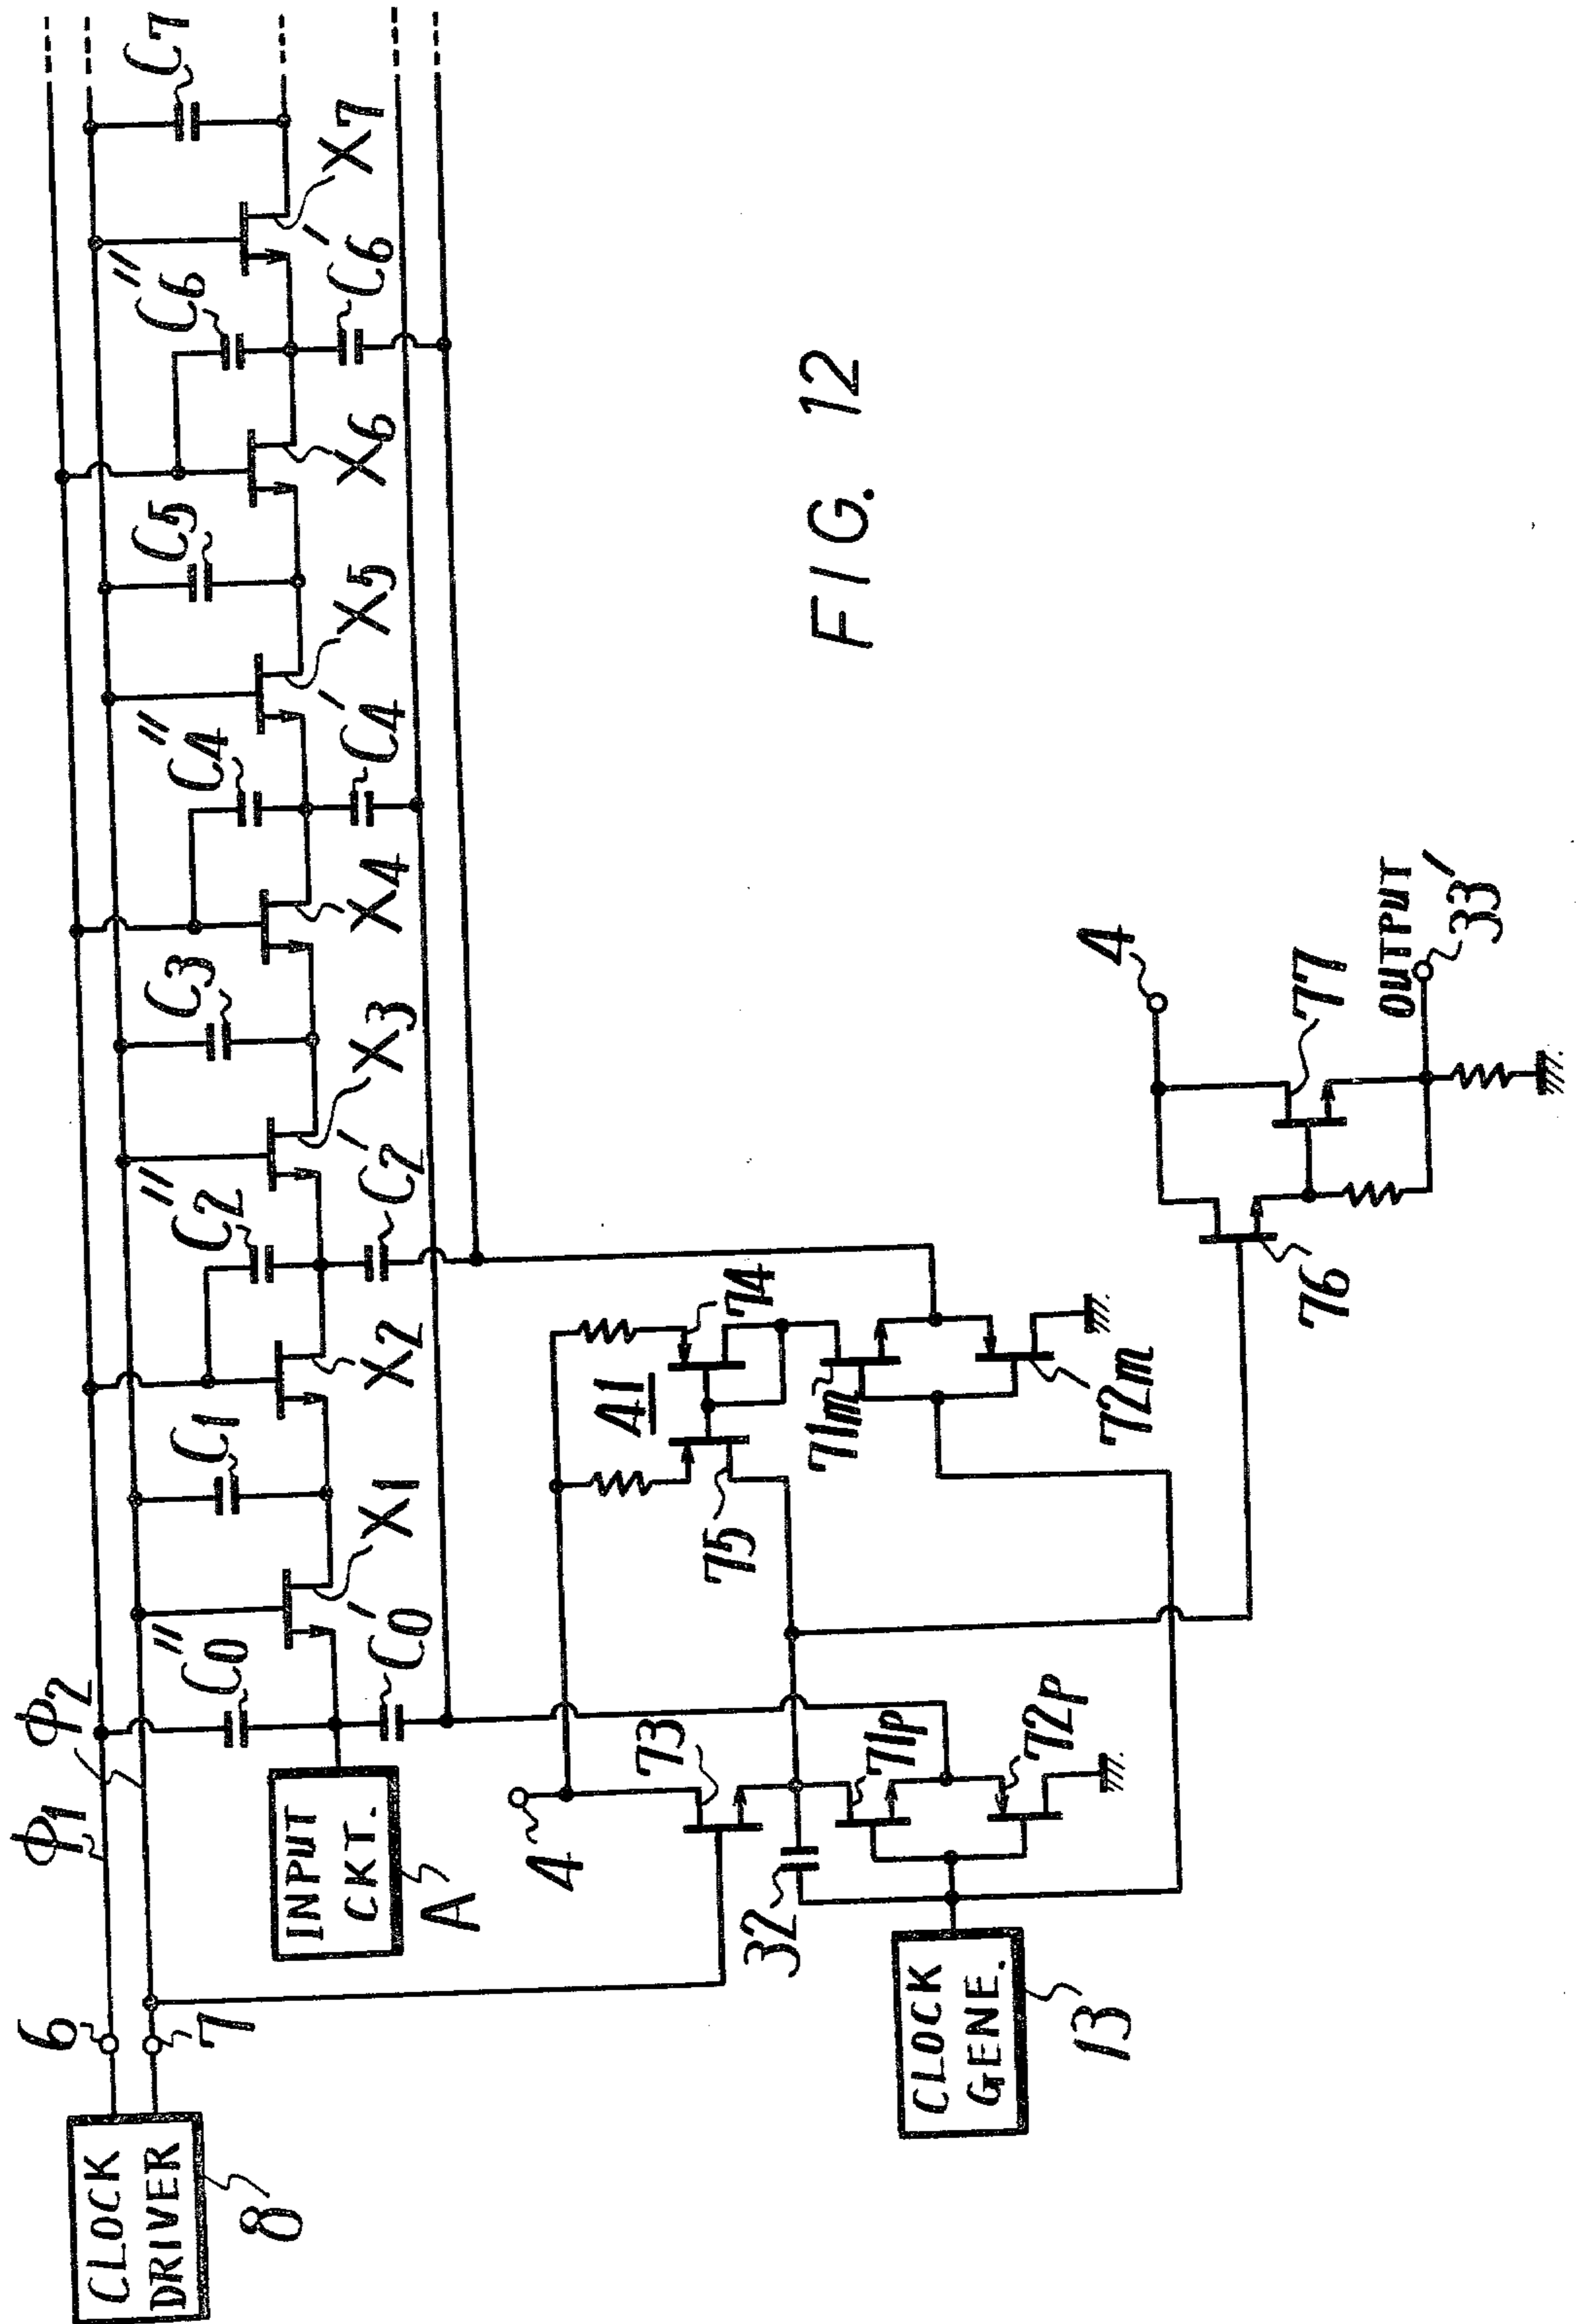 CLOCK
DRIVER
8
6
7
Φ1
Φ2
INPUT
CKT.
A
C0''
C0'
X1
C1
X2
C2''
C2'
X3
C3
X4
C4''
C4'
X5
C5
X6
C6''
C6'
X7
C7
4
73
32
71p
72p
CLOCK
GENE.
13
75
41
74
71m
72m
76
77
4
OUTPUT
33'
FIG. 12